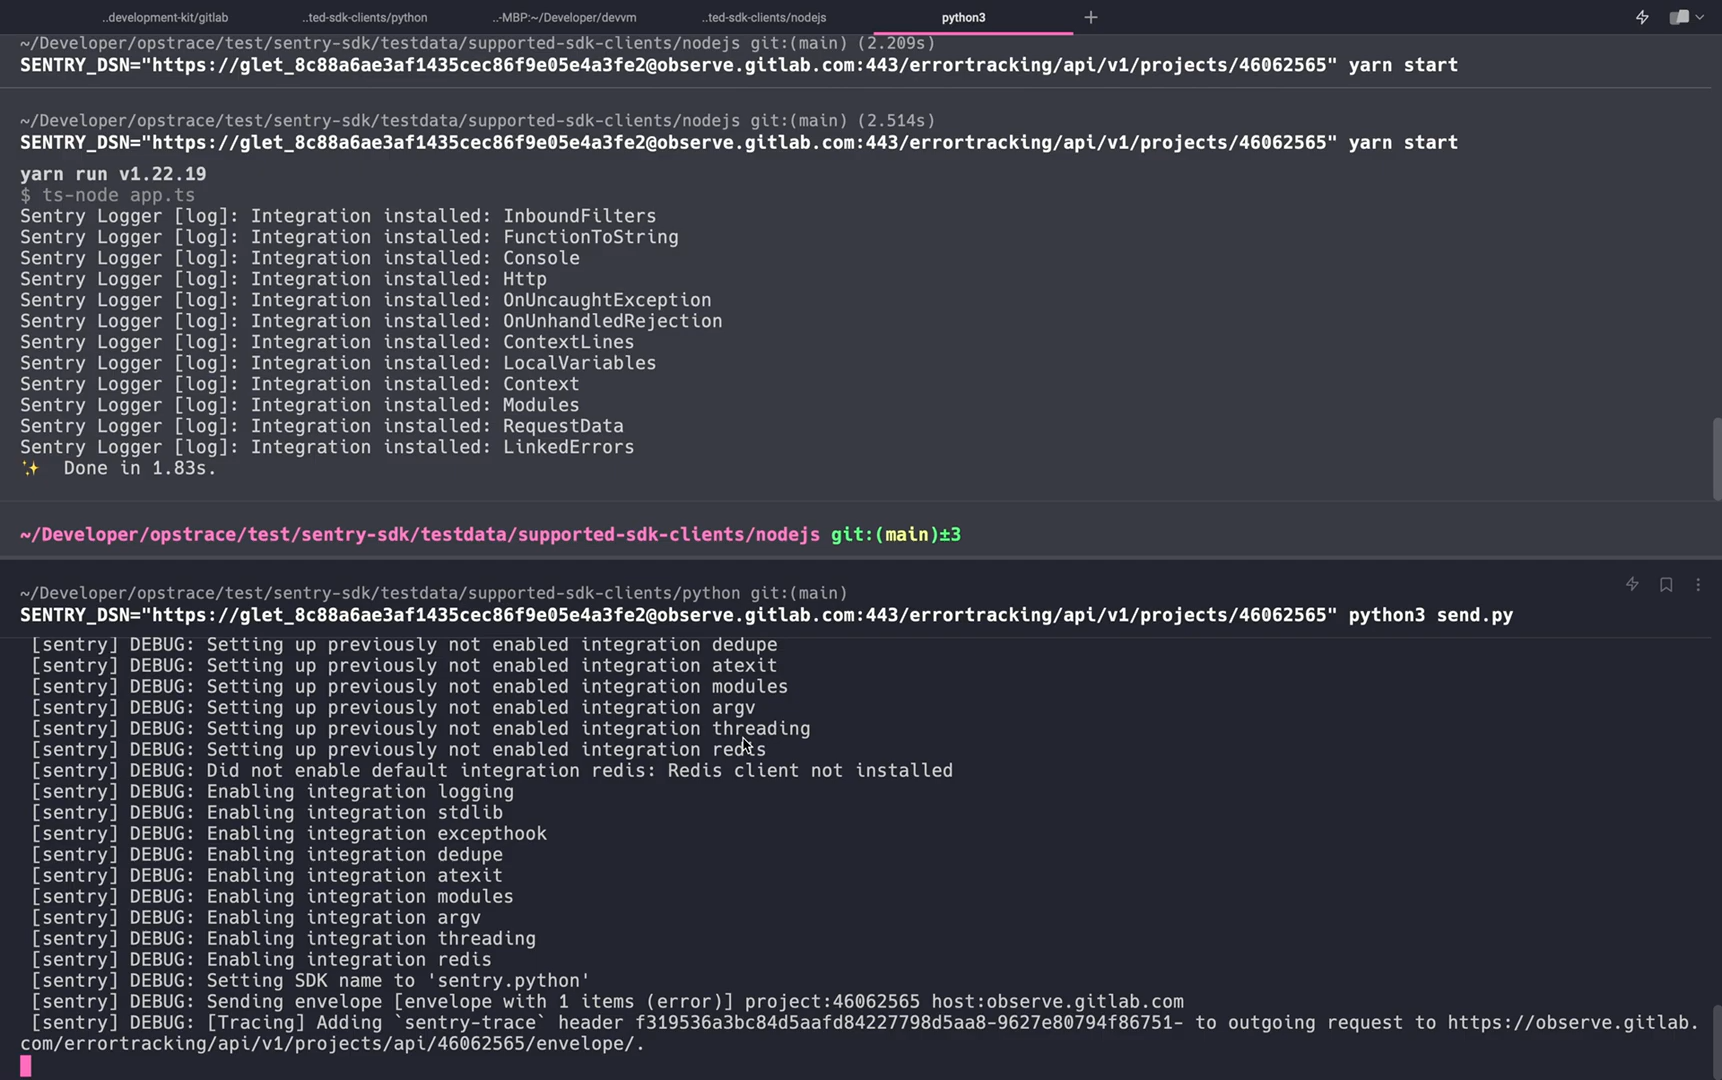 ..development-kit/gitlab ..ted-sdk-clients/python ..-MBP:~/Developer/devvm ..ted-sdk-clients/nodejs python3 +
~/Developer/opstrace/test/sentry-sdk/testdata/supported-sdk-clients/nodejs git:(main) (2.209s)
SENTRY_DSN="https://glet_8c88a6ae3af1435cec86f9e05e4a3fe2@observe.gitlab.com:443/errortracking/api/v1/projects/46062565" yarn start
~/Developer/opstrace/test/sentry-sdk/testdata/supported-sdk-clients/nodejs git:(main) (2.514s)
SENTRY_DSN="https://glet_8c88a6ae3af1435cec86f9e05e4a3fe2@observe.gitlab.com:443/errortracking/api/v1/projects/46062565" yarn start
yarn run v1.22.19
$ ts-node app.ts
Sentry Logger [log]: Integration installed: InboundFilters
Sentry Logger [log]: Integration installed: FunctionToString
Sentry Logger [log]: Integration installed: Console
Sentry Logger [log]: Integration installed: Http
Sentry Logger [log]: Integration installed: OnUncaughtException
Sentry Logger [log]: Integration installed: OnUnhandledRejection
Sentry Logger [log]: Integration installed: ContextLines
Sentry Logger [log]: Integration installed: LocalVariables
Sentry Logger [log]: Integration installed: Context
Sentry Logger [log]: Integration installed: Modules
Sentry Logger [log]: Integration installed: RequestData
Sentry Logger [log]: Integration installed: LinkedErrors
✨ Done in 1.83s.
~/Developer/opstrace/test/sentry-sdk/testdata/supported-sdk-clients/nodejs git:(main)±3
~/Developer/opstrace/test/sentry-sdk/testdata/supported-sdk-clients/python git:(main)
SENTRY_DSN="https://glet_8c88a6ae3af1435cec86f9e05e4a3fe2@observe.gitlab.com:443/errortracking/api/v1/projects/46062565" python3 send.py
[sentry] DEBUG: Setting up previously not enabled integration dedupe
[sentry] DEBUG: Setting up previously not enabled integration atexit
[sentry] DEBUG: Setting up previously not enabled integration modules
[sentry] DEBUG: Setting up previously not enabled integration argv
[sentry] DEBUG: Setting up previously not enabled integration threading
[sentry] DEBUG: Setting up previously not enabled integration redis
[sentry] DEBUG: Did not enable default integration redis: Redis client not installed
[sentry] DEBUG: Enabling integration logging
[sentry] DEBUG: Enabling integration stdlib
[sentry] DEBUG: Enabling integration excepthook
[sentry] DEBUG: Enabling integration dedupe
[sentry] DEBUG: Enabling integration atexit
[sentry] DEBUG: Enabling integration modules
[sentry] DEBUG: Enabling integration argv
[sentry] DEBUG: Enabling integration threading
[sentry] DEBUG: Enabling integration redis
[sentry] DEBUG: Setting SDK name to 'sentry.python'
[sentry] DEBUG: Sending envelope [envelope with 1 items (error)] project:46062565 host:observe.gitlab.com
[sentry] DEBUG: [Tracing] Adding `sentry-trace` header f319536a3bc84d5aafd84227798d5aa8-9627e80794f86751- to outgoing request to https://observe.gitlab.
com/errortracking/api/v1/projects/api/46062565/envelope/.